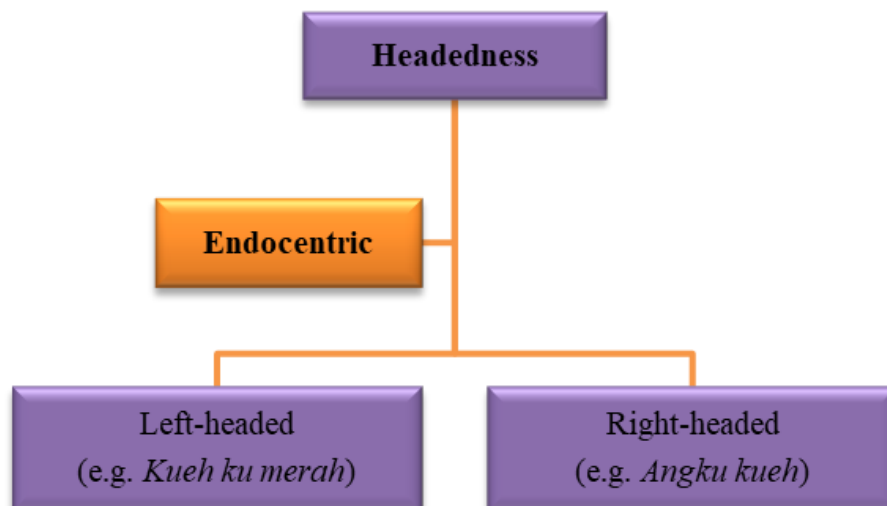 Headedness
Endocentric
Left-headed
(e.g. Kueh ku merah)
Right-headed
(e.g. Angku kueh)